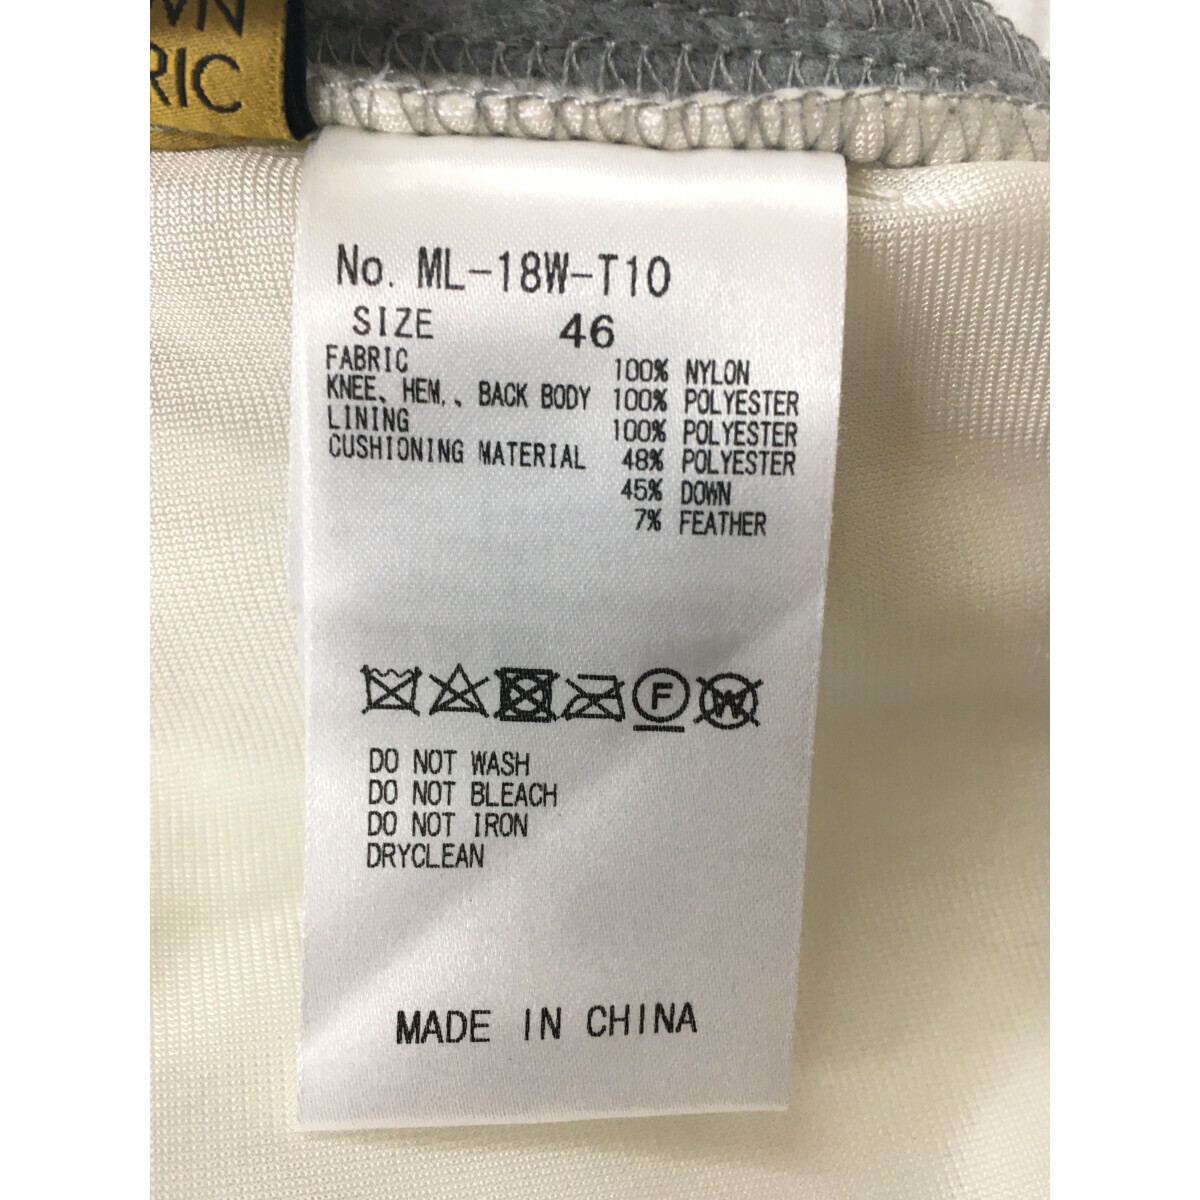 RIC
No. ML-18W-T10
SIZE 46
FABRIC 100% NYLON
KNEE、HEM,、BACK BODY 100% POLYESTER
LINING 100% POLYESTER
CUSHIONING MATERIAL 48% POLYESTER
45% DOWN
7% FEATHER
F W
DO NOT WASH
DO NOT BLEACH
DO NOT IRON
DRYCLEAN
MADE IN CHINA